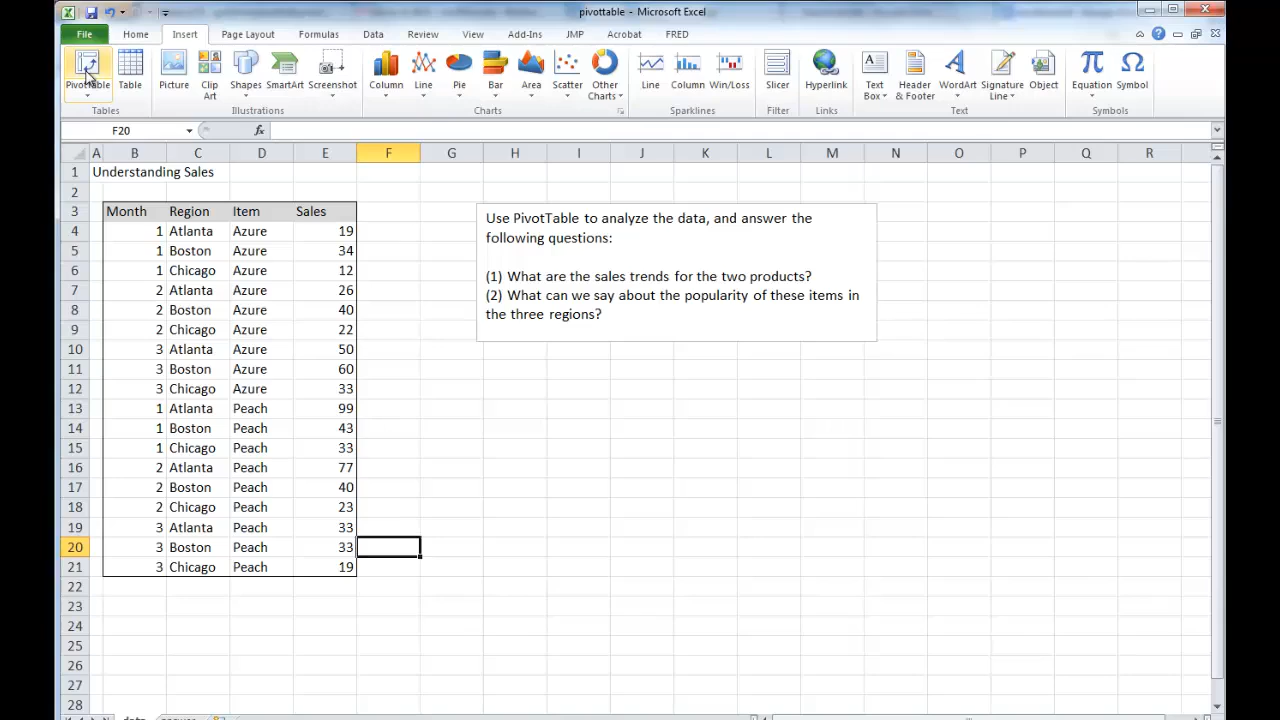 pivottable - Microsoft Excel
File Home Insert Page Layout Formulas Data Review View Add-Ins JMP Acrobat FRED
PivotTable Table Picture Clip Art Shapes SmartArt Screenshot Column Line Pie Bar Area Scatter Other Charts Line Column Win/Loss Slicer Hyperlink Text Box Header & Footer WordArt Signature Line Object Equation Symbol
Tables Illustrations Charts Sparklines Filter Links Text Symbols
F20 fx
A B C D E F G H I J K L M N O P Q R
1 Understanding Sales
2
3 Month Region Item Sales
4 1 Atlanta Azure 19
5 1 Boston Azure 34
6 1 Chicago Azure 12
7 2 Atlanta Azure 26
8 2 Boston Azure 40
9 2 Chicago Azure 22
10 3 Atlanta Azure 50
11 3 Boston Azure 60
12 3 Chicago Azure 33
13 1 Atlanta Peach 99
14 1 Boston Peach 43
15 1 Chicago Peach 33
16 2 Atlanta Peach 77
17 2 Boston Peach 40
18 2 Chicago Peach 23
19 3 Atlanta Peach 33
20 3 Boston Peach 33
21 3 Chicago Peach 19
22
23
24
25
26
27
28
Use PivotTable to analyze the data, and answer the
following questions:
(1) What are the sales trends for the two products?
(2) What can we say about the popularity of these items in
the three regions?